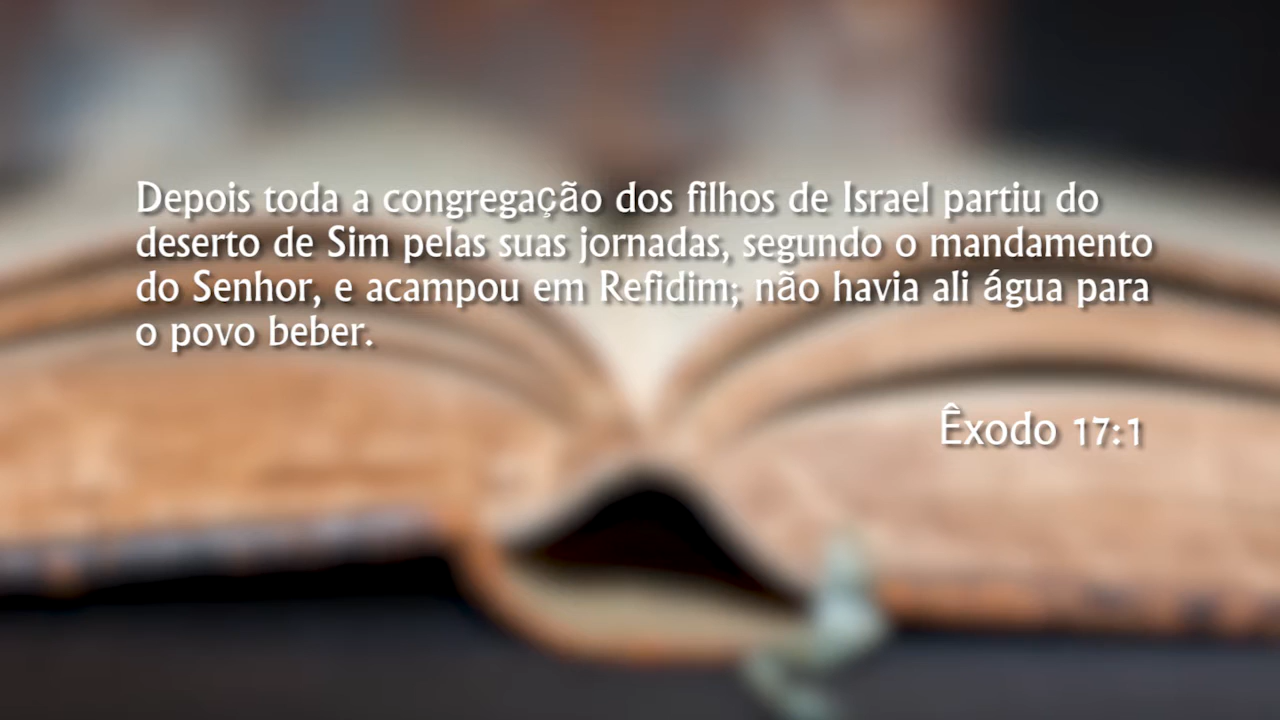 Depois toda a congregação dos filhos de Israel partiu do
deserto de Sim pelas suas jornadas, segundo o mandamento
do Senhor, e acampou em Refidim; não havia ali água para
o povo beber.
Êxodo 17:1